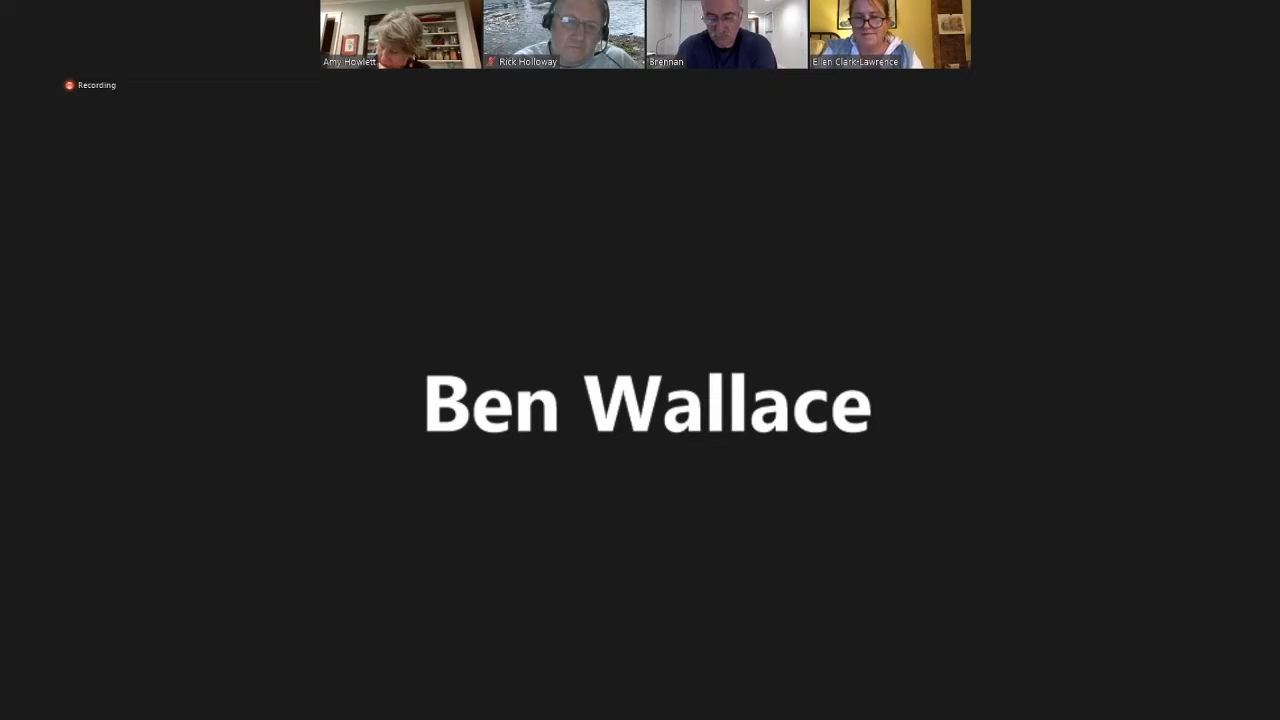 Amy Howlett
Rick Holloway
Brennan
Ellen Clark-Lawrence
Recording
Ben Wallace